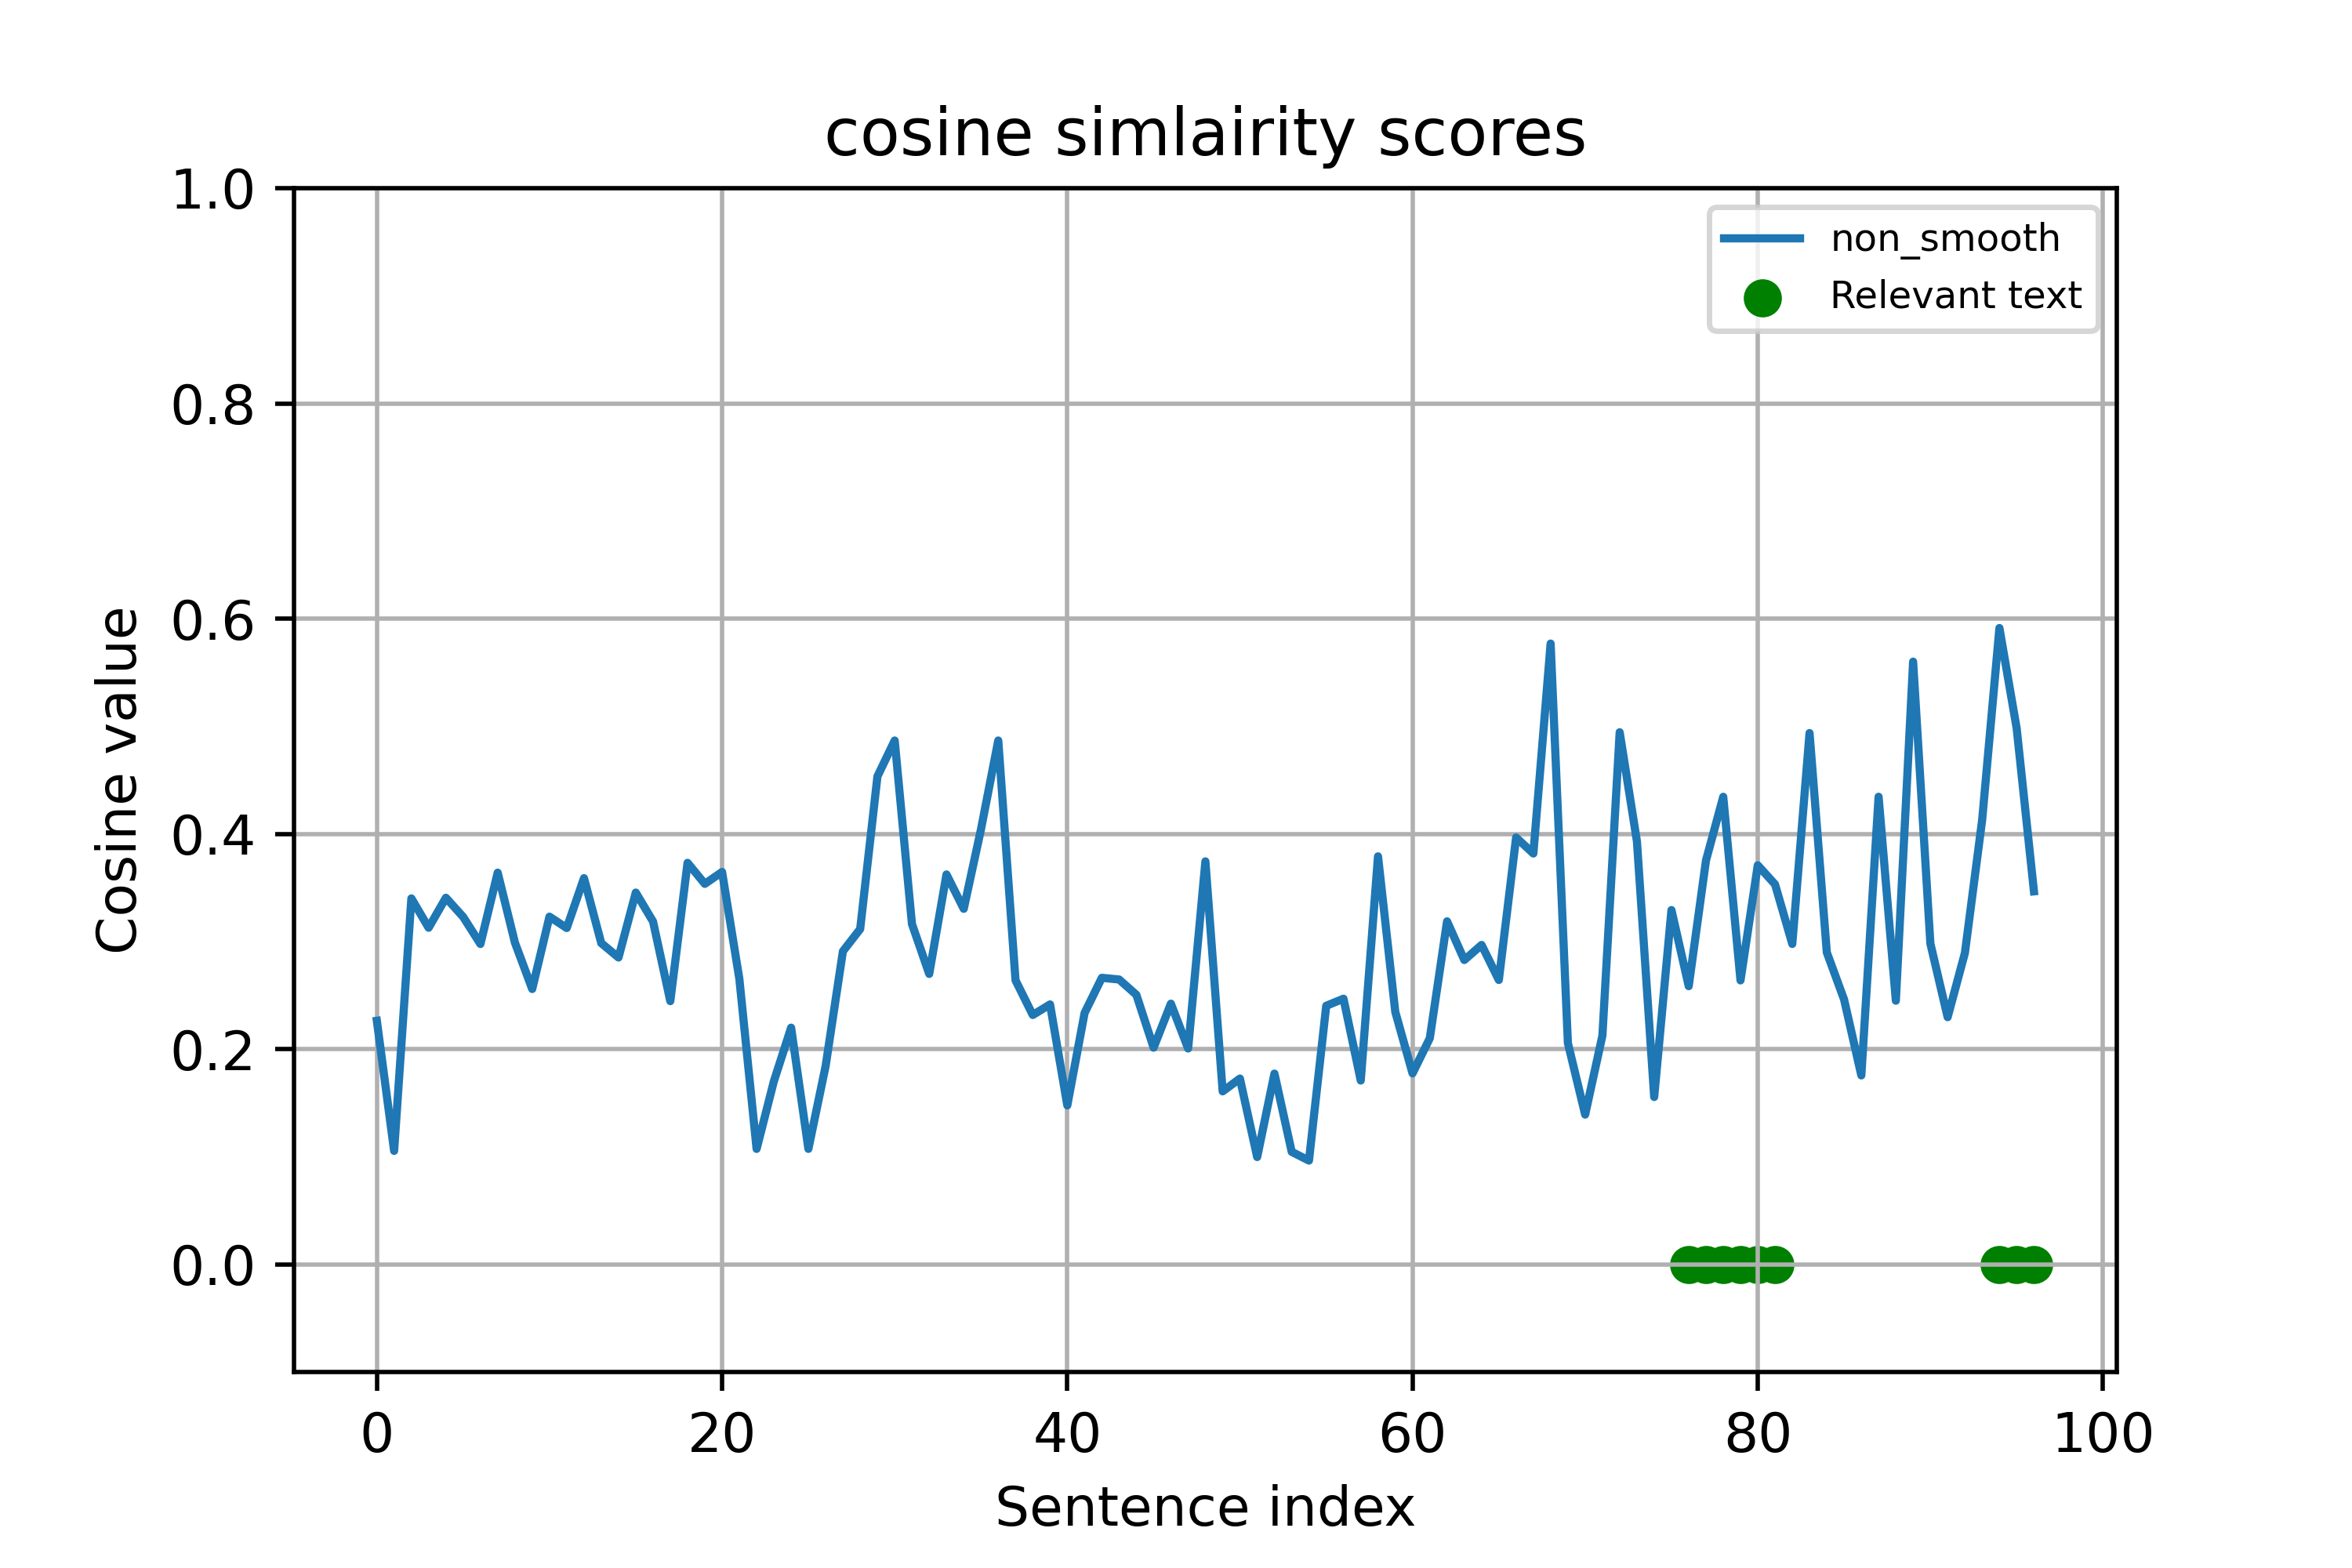 cosine simlairity scores
1.0
0.8
0.6
0.4
0.2
0.0
Cosine value
non_smooth
Relevant text
0 20 40 60 80 100
Sentence index